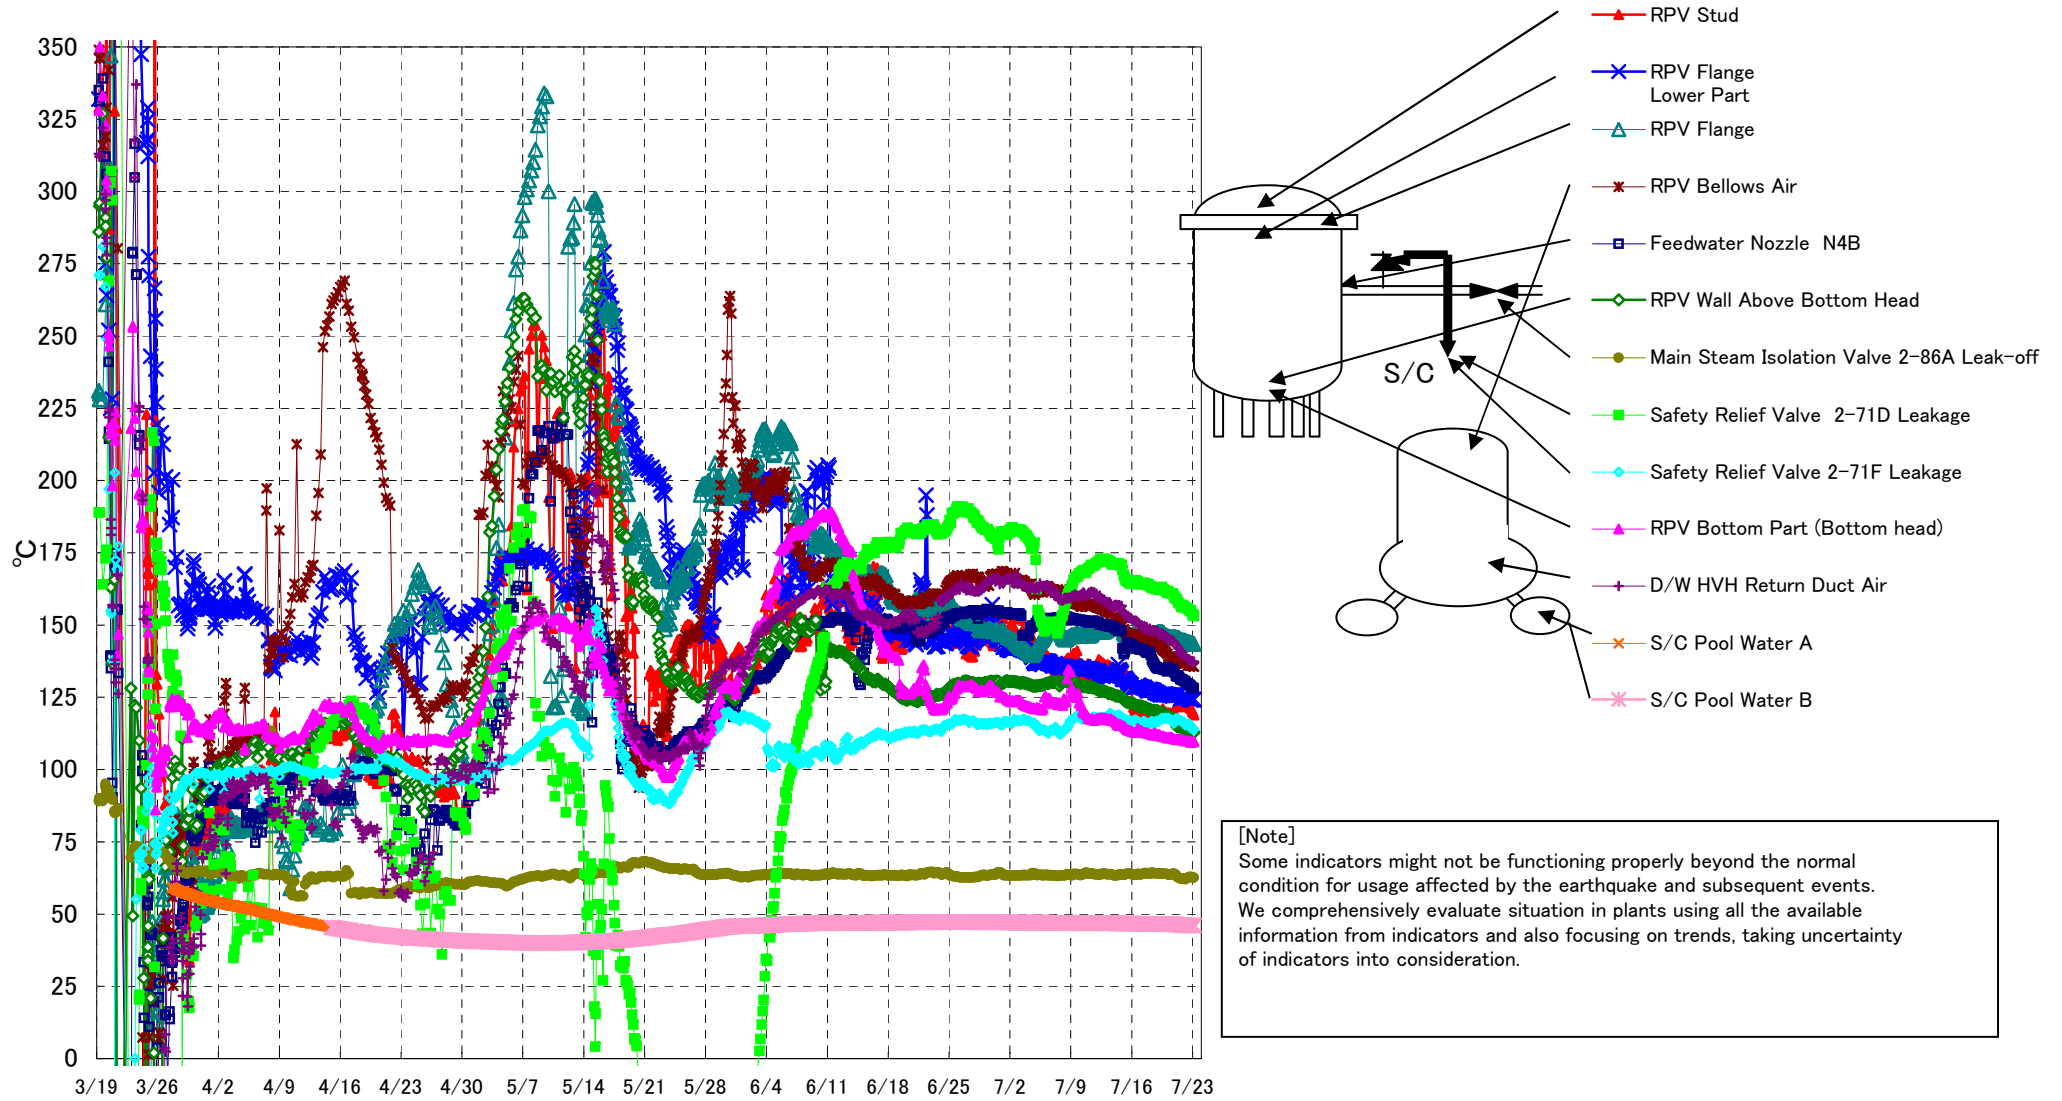 350
325
300
275
250
225
200
175
150
125
100
75
50
25
0
℃
3/19 3/26 4/2 4/9 4/16 4/23 4/30 5/7 5/14 5/21 5/28 6/4 6/11 6/18 6/25 7/2 7/9 7/16 7/23
RPV Stud
RPV Flange
Lower Part
RPV Flange
RPV Bellows Air
Feedwater Nozzle N4B
RPV Wall Above Bottom Head
Main Steam Isolation Valve 2-86A Leak-off
Safety Relief Valve 2-71D Leakage
Safety Relief Valve 2-71F Leakage
RPV Bottom Part (Bottom head)
D/W HVH Return Duct Air
S/C Pool Water A
S/C Pool Water B
S/C
[Note]
Some indicators might not be functioning properly beyond the normal
condition for usage affected by the earthquake and subsequent events.
We comprehensively evaluate situation in plants using all the available
information from indicators and also focusing on trends, taking uncertainty
of indicators into consideration.